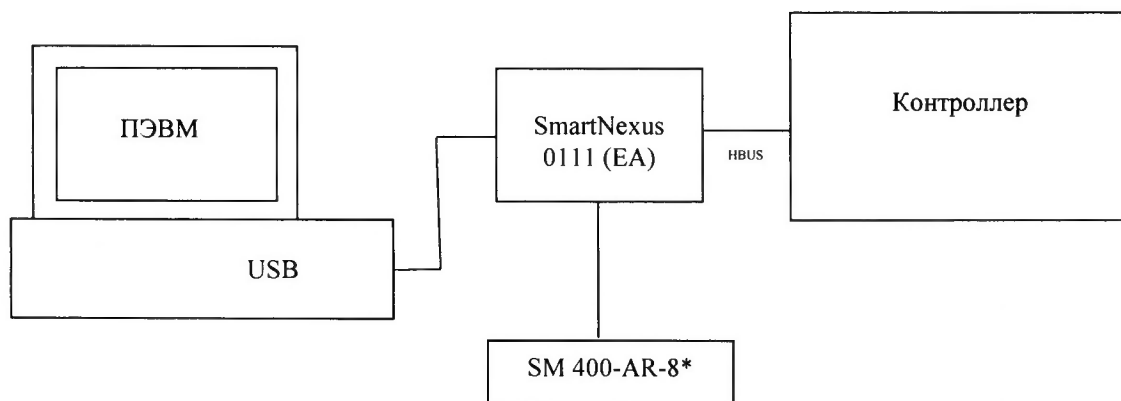 ПЭВМ
USB
SmartNexus
0111 (EA)
HBUS
Контроллер
SM 400-AR-8*